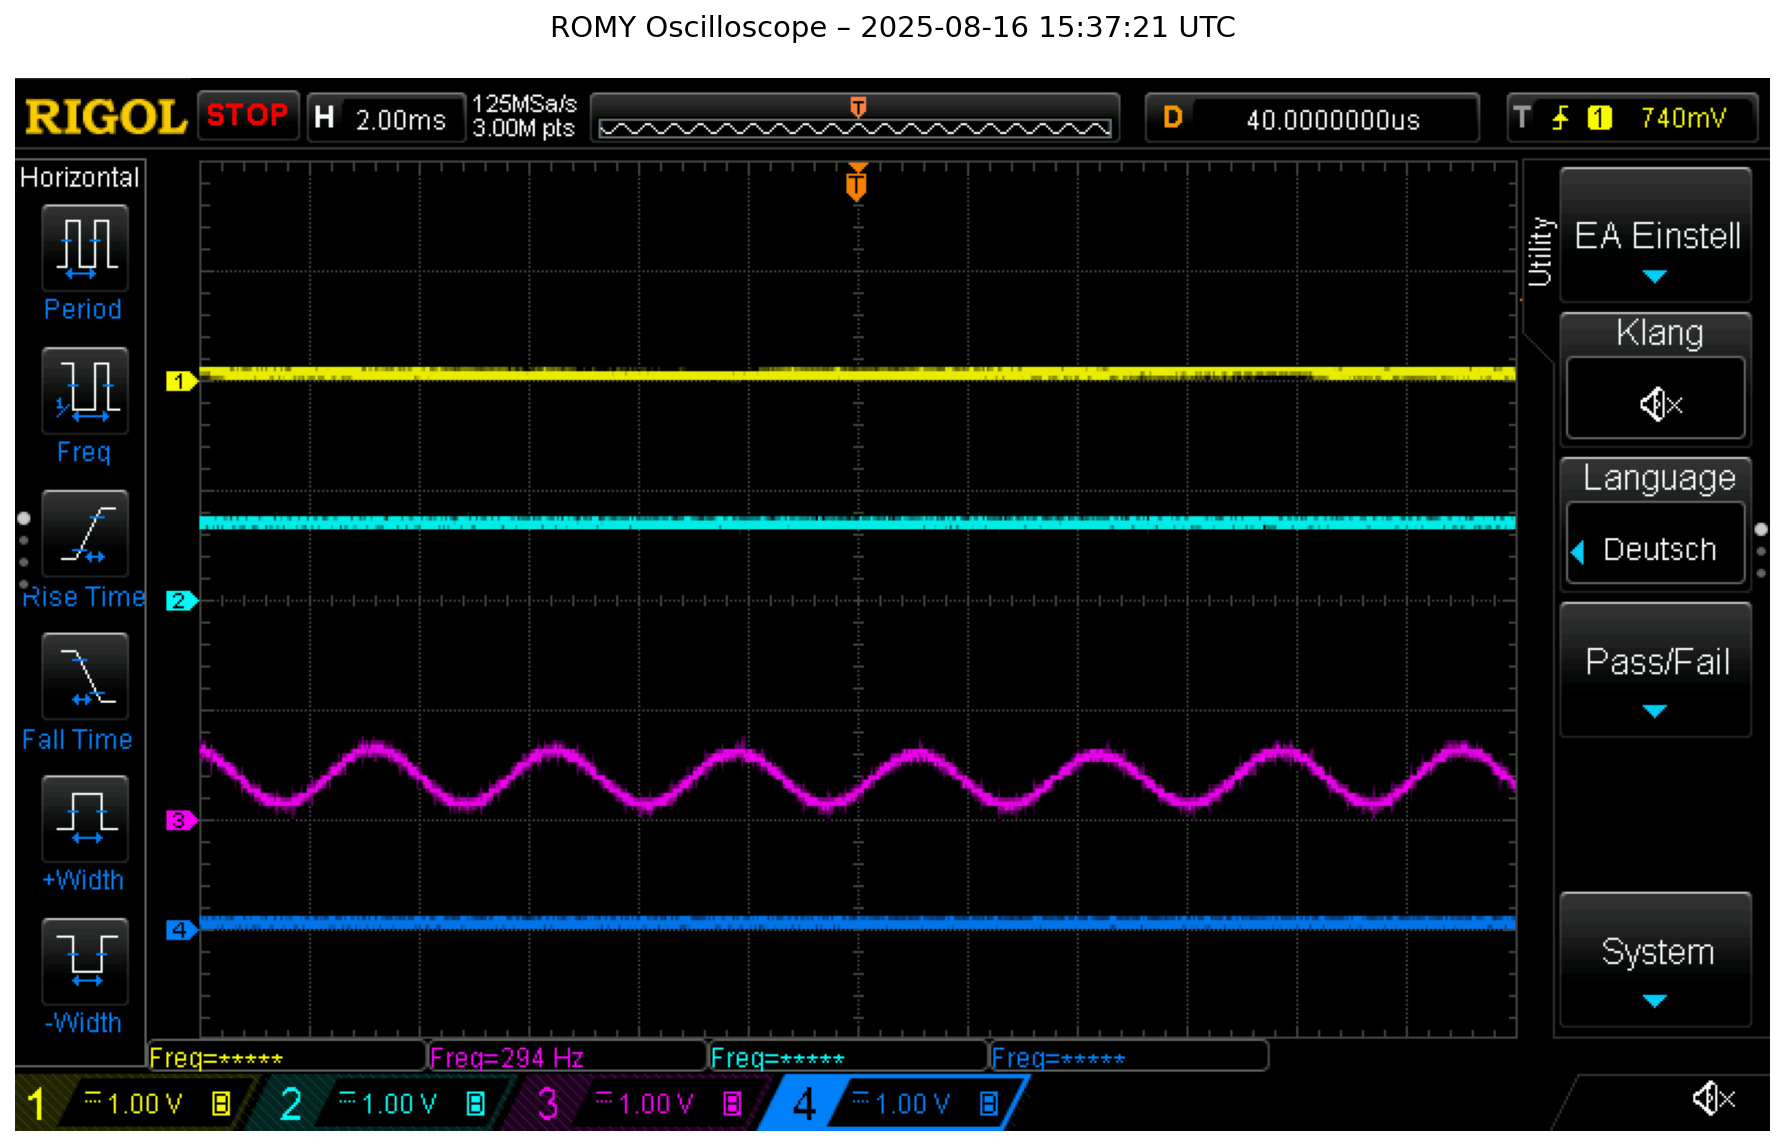 ROMY Oscilloscope – 2025-08-16 15:37:21 UTC
RIGOL STOP H 2.00ms 125MSa/s 3.00M pts T D 40.0000000us T 1 740mV
Horizontal
Period
Freq
Rise Time
Fall Time
+Width
-Width
T
1
2
3
4
Utility
EA Einstell
Klang
Language
Deutsch
Pass/Fail
System
Freq=***** Freq=294 Hz Freq=***** Freq=*****
1 1.00 V B 2 1.00 V B 3 1.00 V B 4 1.00 V B